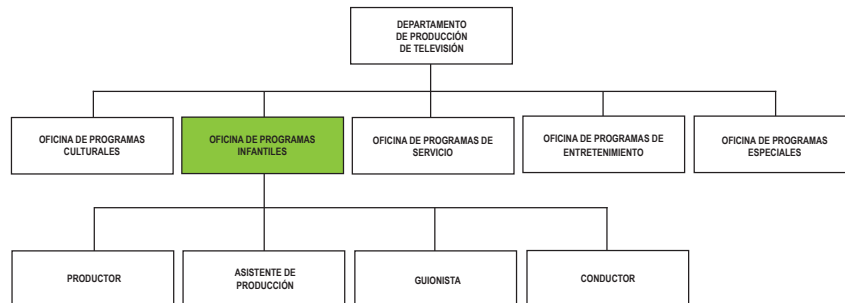 DEPARTAMENTO
DE PRODUCCIÓN
DE TELEVISIÓN
OFICINA DE PROGRAMAS
CULTURALES
OFICINA DE PROGRAMAS
INFANTILES
OFICINA DE PROGRAMAS DE
SERVICIO
OFICINA DE PROGRAMAS DE
ENTRETENIMIENTO
OFICINA DE PROGRAMAS
ESPECIALES
PRODUCTOR
ASISTENTE DE
PRODUCCIÓN
GUIONISTA
CONDUCTOR